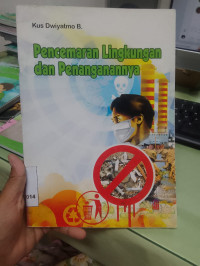 Kus Dwiyatmo B.
Pencemaran Lingkungan
dan Penanganannya